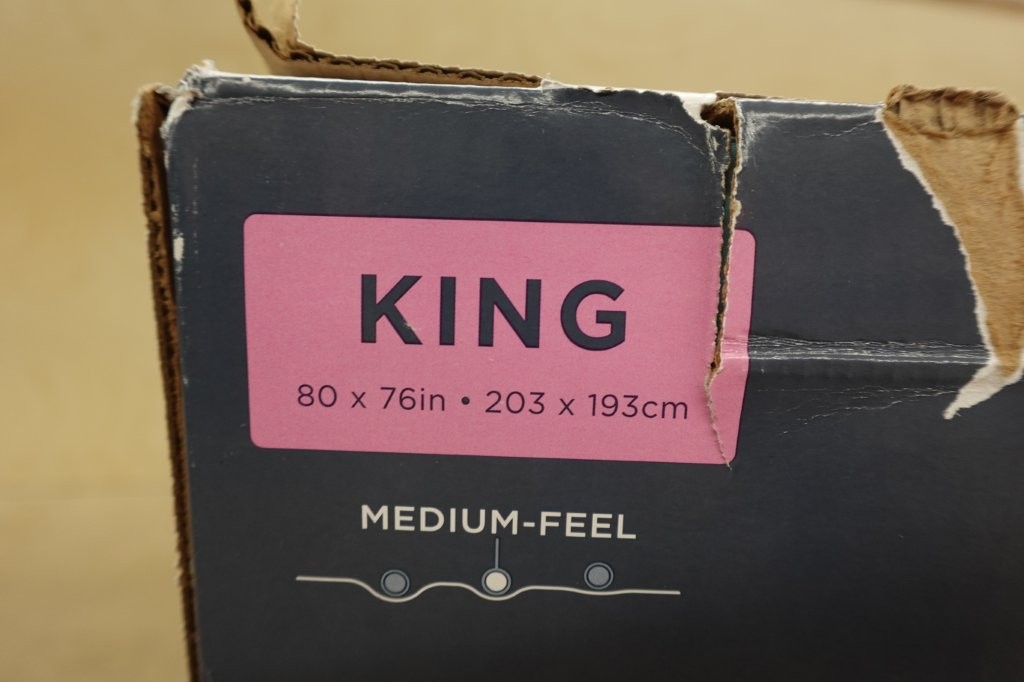 KING
80 x 76in • 203 x 193cm
MEDIUM-FEEL